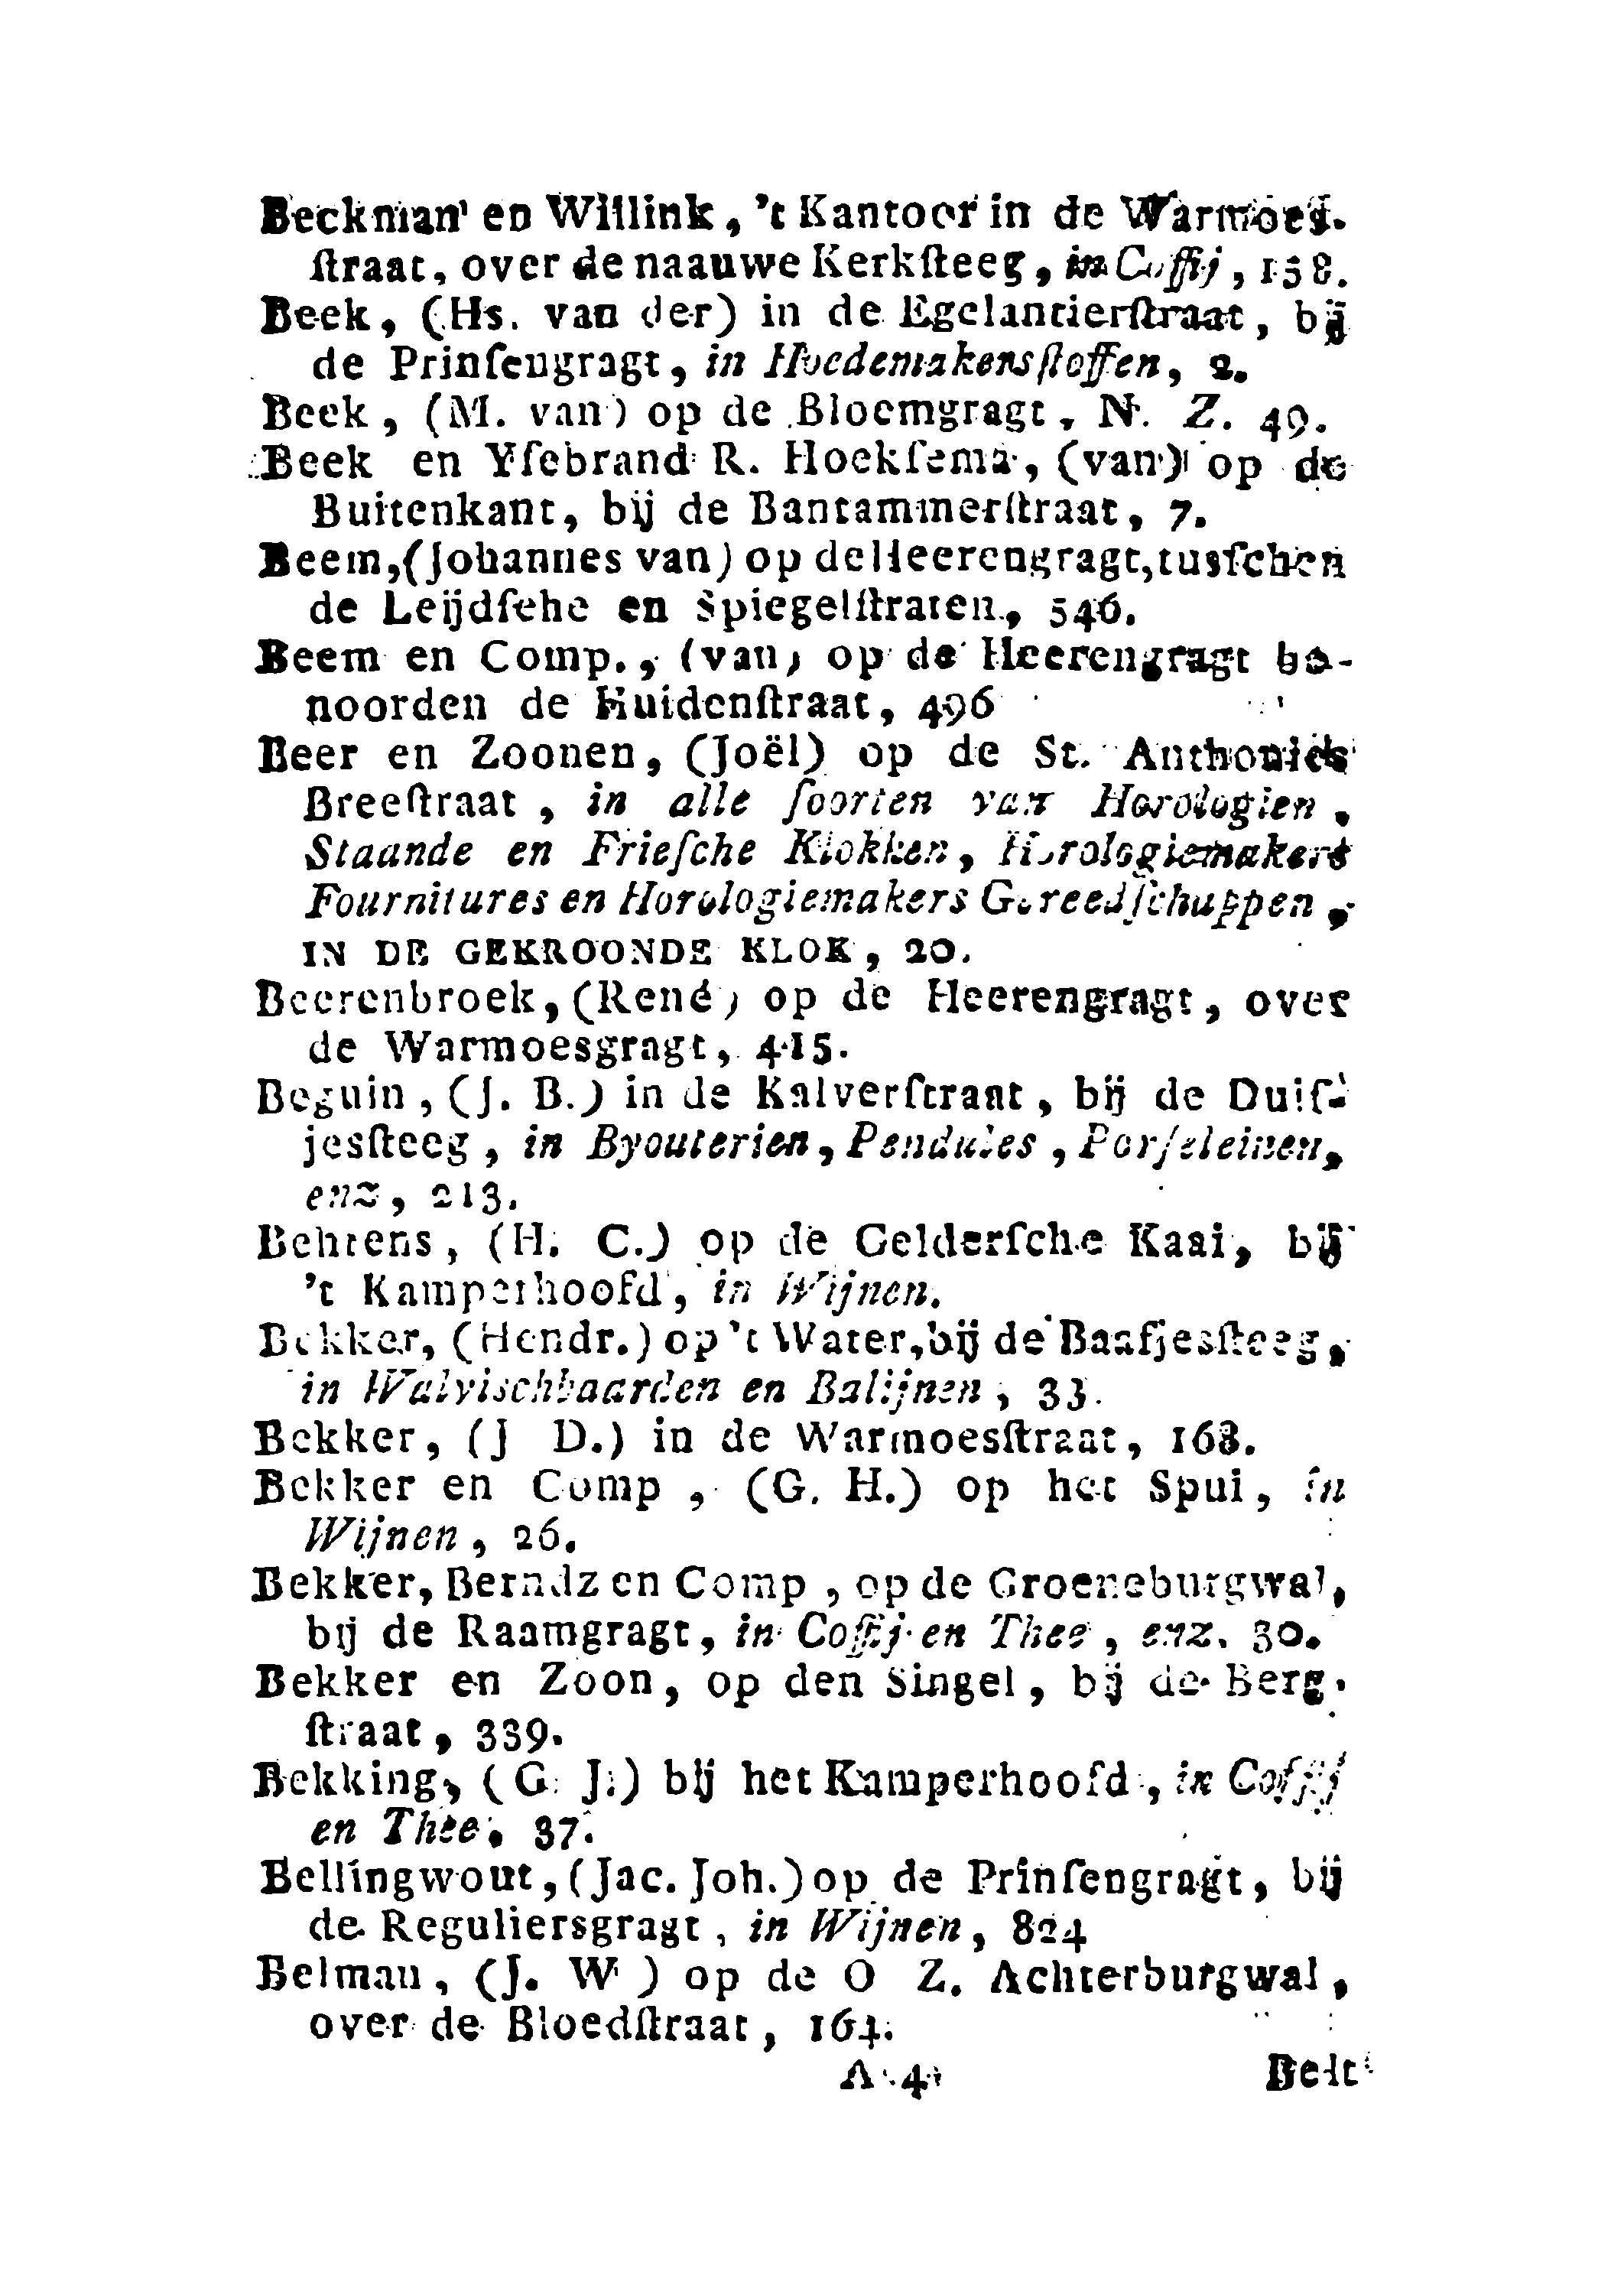 Beckman en Willink, 't Kantoor in de Warmoes-
ſtraat, over de naauwe Kerkſteeg, in Coffij, 158.
Beek, (Hs. van der) in de Egelantierſtraat, bij
de Prinſengragt, in Hoedemakersſtoffen, 2.
Beek, (M. van) op de Bloemgragt, N. Z. 49.
Beek en Yſebrand R. Hoekſema, (van) op de
Buitenkant, bij de Bantammerſtraat, 7.
Beem, (Johannes van) op de Heerengragt, tusſchen
de Leijdſche en Spiegelſtraten, 546.
Beem en Comp., (van) op de Heerengragt be-
noorden de Huidenſtraat, 496
Beer en Zoonen, (Joël) op de St. Anthonies
Breeſtraat, in alle ſoorten van Horologien,
Staande en Frieſche Klokken, Horologiemakers
Fournitures en Horologiemakers Gereedſchappen,
IN DE GEKROONDE KLOK, 20.
Beerenbroek, (René) op de Heerengragt, over
de Warmoesgragt, 415.
Beguin, (J. B.) in de Kalverſtraat, bij de Duiſ-
jesſteeg, in Byouterien, Pendules, Porſeleinen,
enz, 213.
Behrens, (H. C.) op de Gelderſche Kaai, bij
't Kamperhoofd, in Wijnen.
Bekker, (Hendr.) op 't Water, bij de Baafjesſteeg,
in Walvischbaarden en Balijnen, 33.
Bekker, (J D.) in de Warmoesſtraat, 168.
Bekker en Comp, (G. H.) op het Spui, in
Wijnen, 26.
Bekker, Berndz en Comp, op de Groeneburgwal,
bij de Raamgragt, in Coffij en Thee, enz. 30.
Bekker en Zoon, op den Singel, bij de Berg-
ſtraat, 339.
Bekking, (G. J.) bij het Kamperhoofd, in Coffij
en Thee, 37.
Bellingwout, (Jac. Joh.) op de Prinſengragt, bij
de Reguliersgragt, in Wijnen, 824
Belman, (J. W ) op de O Z. Achterburgwal,
over de Bloedſtraat, 164.
A 4 Belt